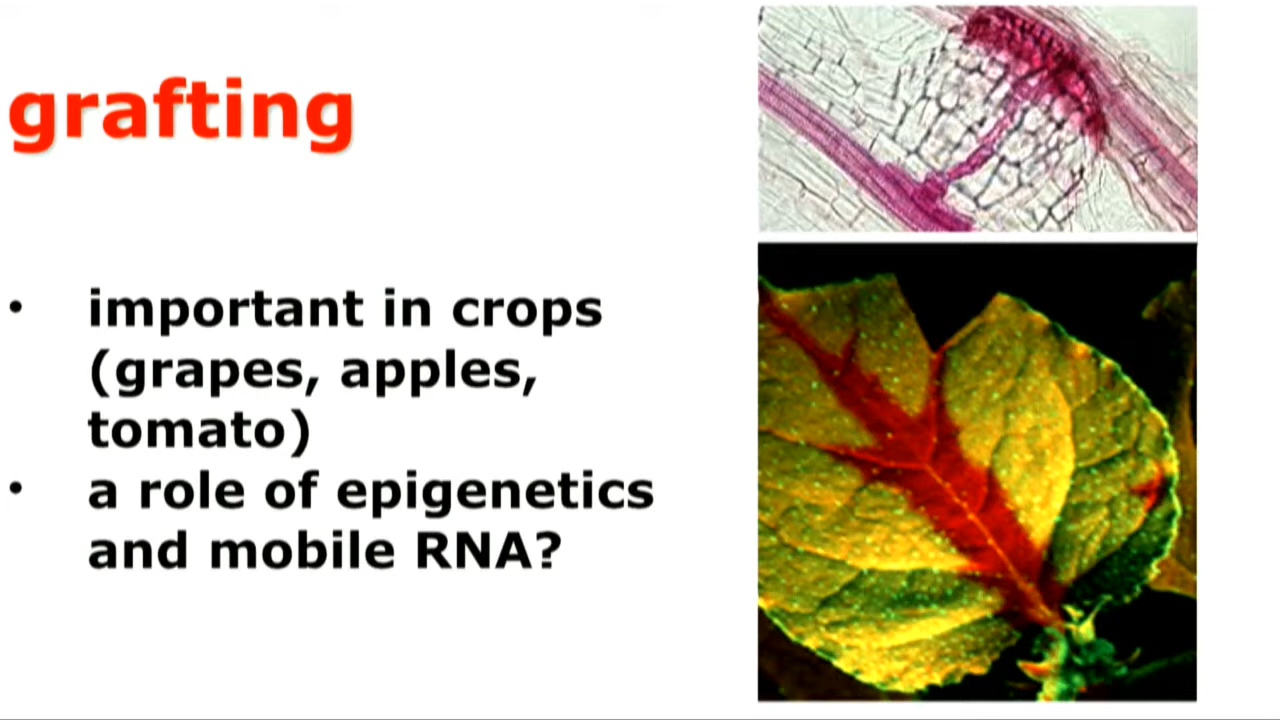 grafting
• important in crops
(grapes, apples,
tomato)
• a role of epigenetics
and mobile RNA?